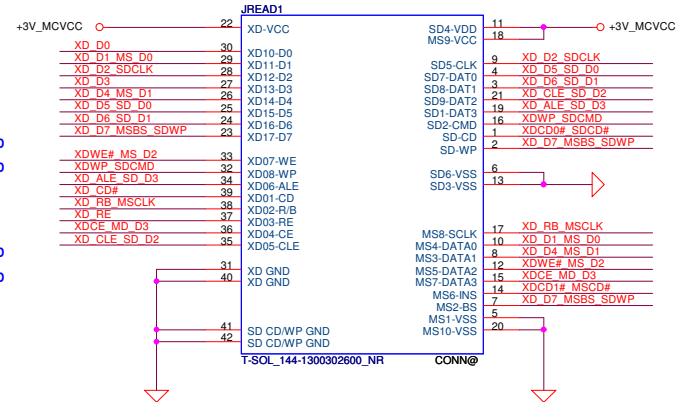 JREAD1
+3V_MCVCC 22 XD-VCC SD4-VDD 11 +3V_MCVCC
MS9-VCC 18
XD_D0 30 XD10-D0
XD_D1_MS_D0 29 XD11-D1 SD5-CLK 9 XD_D2_SDCLK
XD_D2_SDCLK 28 XD12-D2 SD7-DAT0 4 XD_D5_SD_D0
XD_D3 27 XD13-D3 SD8-DAT1 3 XD_D6_SD_D1
XD_D4_MS_D1 26 XD14-D4 SD9-DAT2 21 XD_CLE_SD_D2
XD_D5_SD_D0 25 XD15-D5 SD1-DAT3 19 XD_ALE_SD_D3
XD_D6_SD_D1 24 XD16-D6 SD2-CMD 16 XWP_SDCMD
XD_D7_MSBS_SDWP 23 XD17-D7 SD-CD 1 XDCD0#_SDCD#
SD-WP 2 XD_D7_MSBS_SDWP
XDWE#_MS_D2 33 XD07-WE
XDWP_SDCMD 32 XD08-WP SD6-VSS 6
XD_ALE_SD_D3 34 XD06-ALE SD3-VSS 13
XD_CD# 39 XD01-CD
XD_RB_MSCLK 38 XD02-R/B
XD_RE 37 XD03-RE
XDCE_MD_D3 36 XD04-CE MS8-SCLK 17 XD_RB_MSCLK
XD_CLE_SD_D2 35 XD05-CLE MS4-DATA0 10 XD_D1_MS_D0
MS3-DATA1 8 XD_D4_MS_D1
31 XD GND MS5-DATA2 12 XDWE#_MS_D2
40 XD GND MS7-DATA3 15 XDCE_MD_D3
MS6-INS 14 XDCD1#_MSCD#
MS2-BS 7 XD_D7_MSBS_SDWP
MS1-VSS 5
41 SD CD/WP GND MS10-VSS 20
42 SD CD/WP GND
T-SOL_144-1300302600_NR CONN@